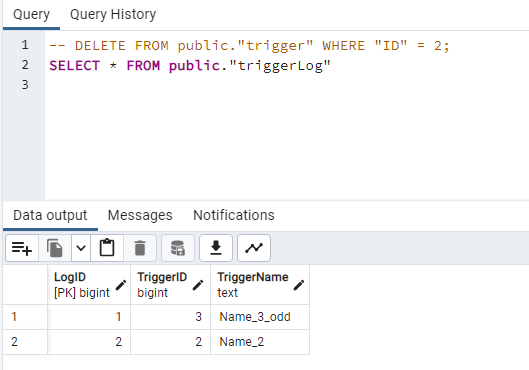 Query Query History
1 -- DELETE FROM public."trigger" WHERE "ID" = 2;
2 SELECT * FROM public."triggerLog"
3
Data output Messages Notifications
LogID TriggerID TriggerName
[PK] bigint bigint text
1 1 3 Name_3_odd
2 2 2 Name_2